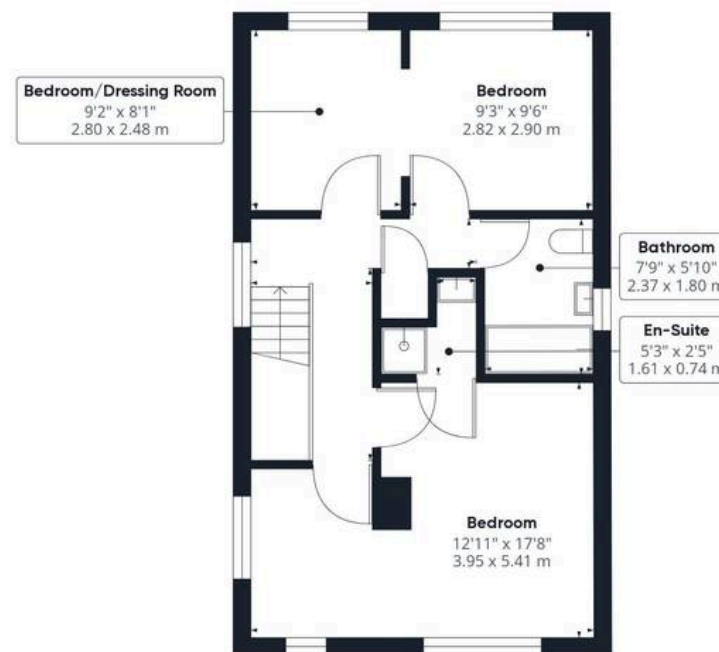 Bedroom/Dressing Room
9'2" x 8'1"
2.80 x 2.48 m
Bedroom
9'3" x 9'6"
2.82 x 2.90 m
Bathroom
7'9" x 5'10"
2.37 x 1.80 m
En-Suite
5'3" x 2'5"
1.61 x 0.74 m
Bedroom
12'11" x 17'8"
3.95 x 5.41 m